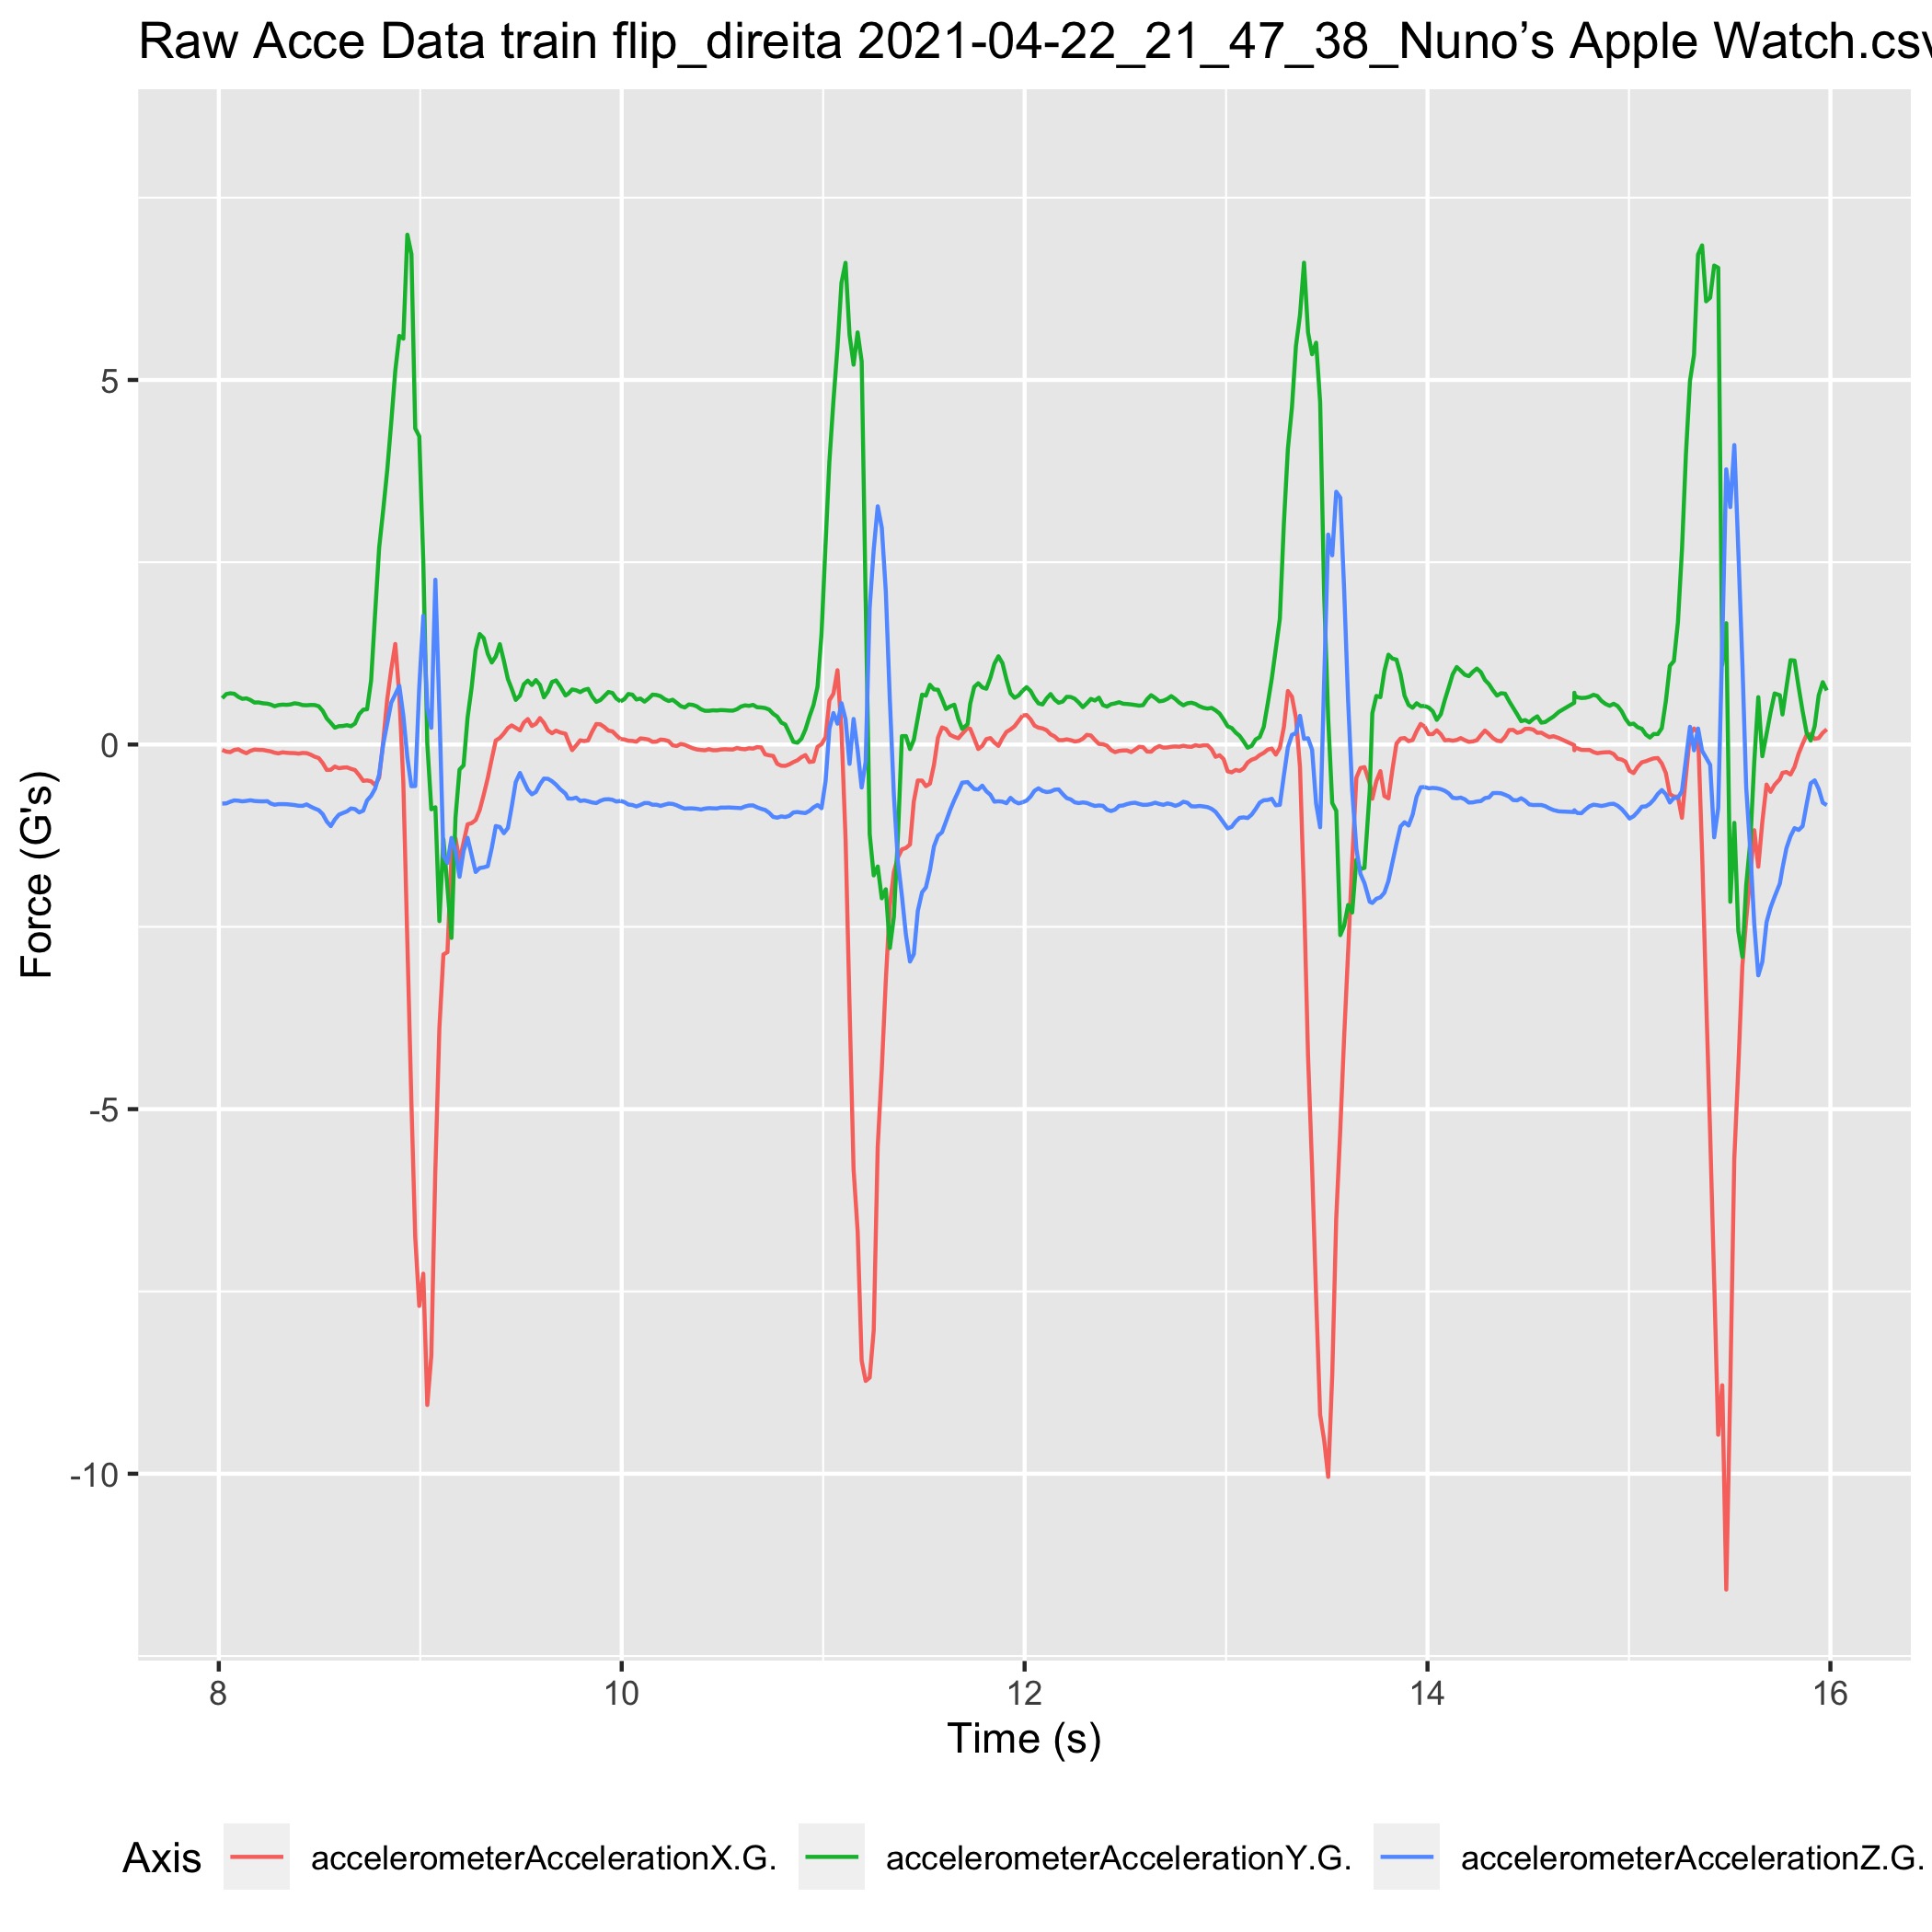 Raw Acce Data train flip_direita 2021-04-22_21_47_38_Nuno’s Apple Watch.csv
5
0
-5
-10
Force (G's)
8 10 12 14 16
Time (s)
Axis accelerometerAccelerationX.G. accelerometerAccelerationY.G. accelerometerAccelerationZ.G.